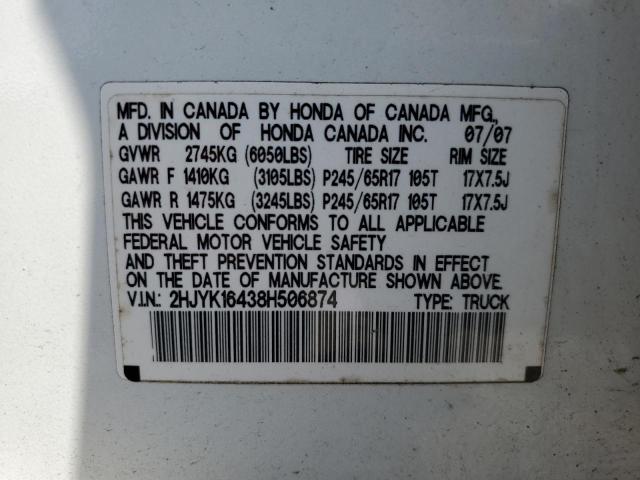 MFD. IN CANADA BY HONDA OF CANADA MFG.,
A DIVISION OF HONDA CANADA INC. 07/07
GVWR 2745KG (6050LBS) TIRE SIZE RIM SIZE
GAWR F 1410KG (3105LBS) P245/65R17 105T 17X7.5J
GAWR R 1475KG (3245LBS) P245/65R17 105T 17X7.5J
THIS VEHICLE CONFORMS TO ALL APPLICABLE
FEDERAL MOTOR VEHICLE SAFETY
AND THEFT PREVENTION STANDARDS IN EFFECT
ON THE DATE OF MANUFACTURE SHOWN ABOVE.
V.I.N.: 2HJYK16438H506874 TYPE: TRUCK